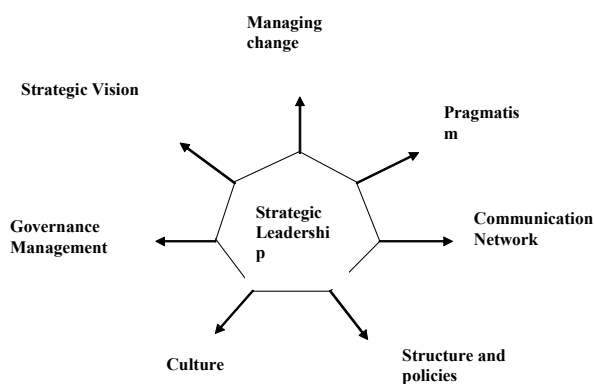 Managing
change
Strategic Vision
Pragmatis
m
Governance
Management
Strategic
Leadershi
p
Communication
Network
Culture
Structure and
policies